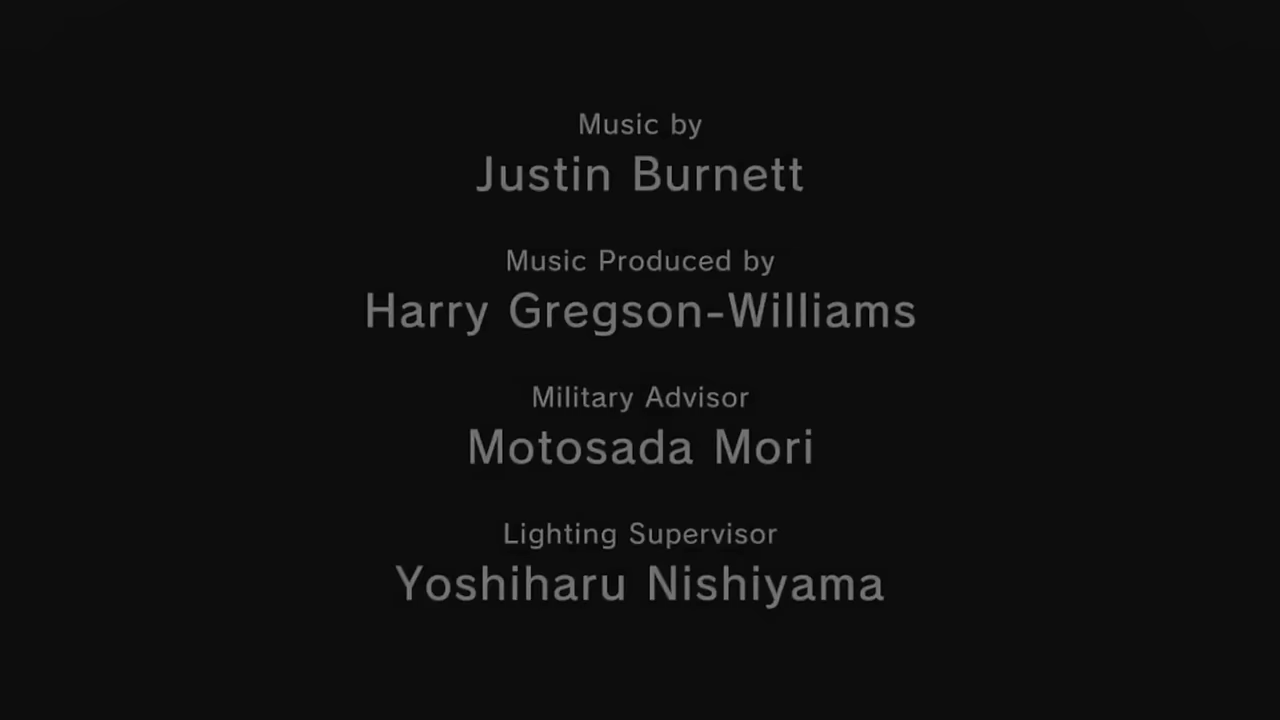 Music by
Justin Burnett
Music Produced by
Harry Gregson-Williams
Military Advisor
Motosada Mori
Lighting Supervisor
Yoshiharu Nishiyama